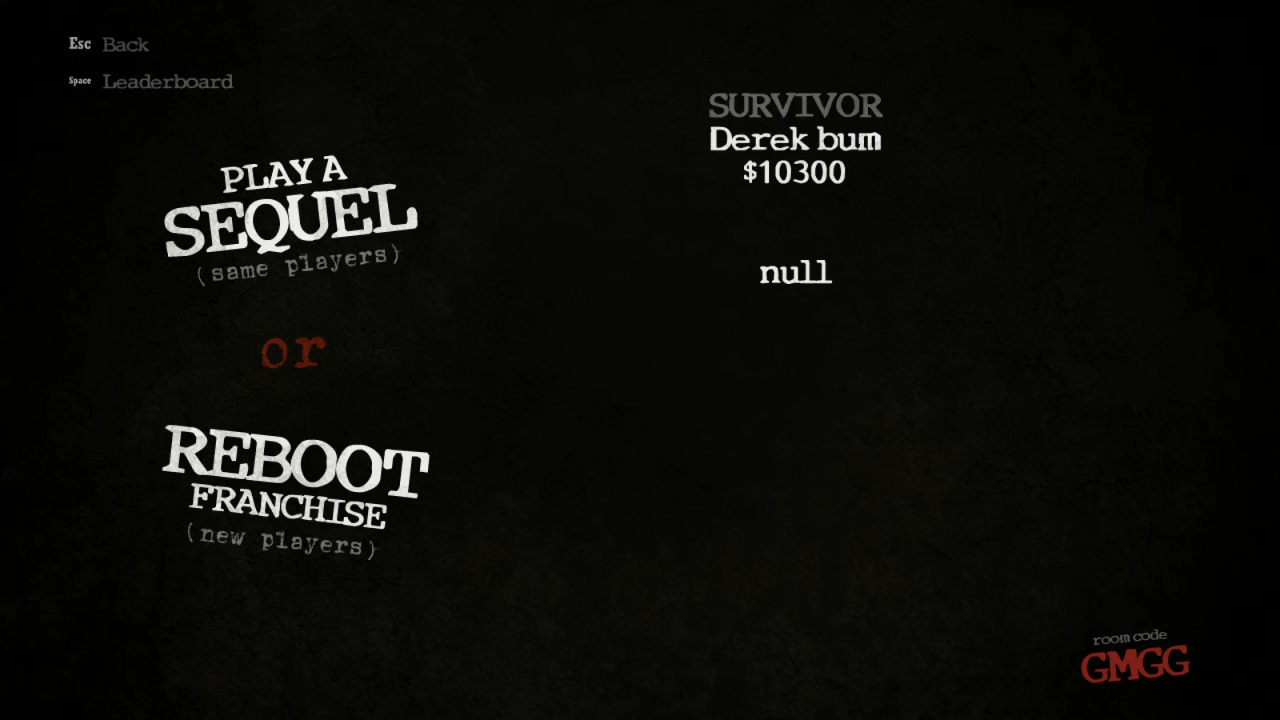 Esc Back
Space Leaderboard
PLAY A
SEQUEL
(same players)
or
REBOOT
FRANCHISE
(new players)
SURVIVOR
Derek bum
$10300
null
room code
GMGG